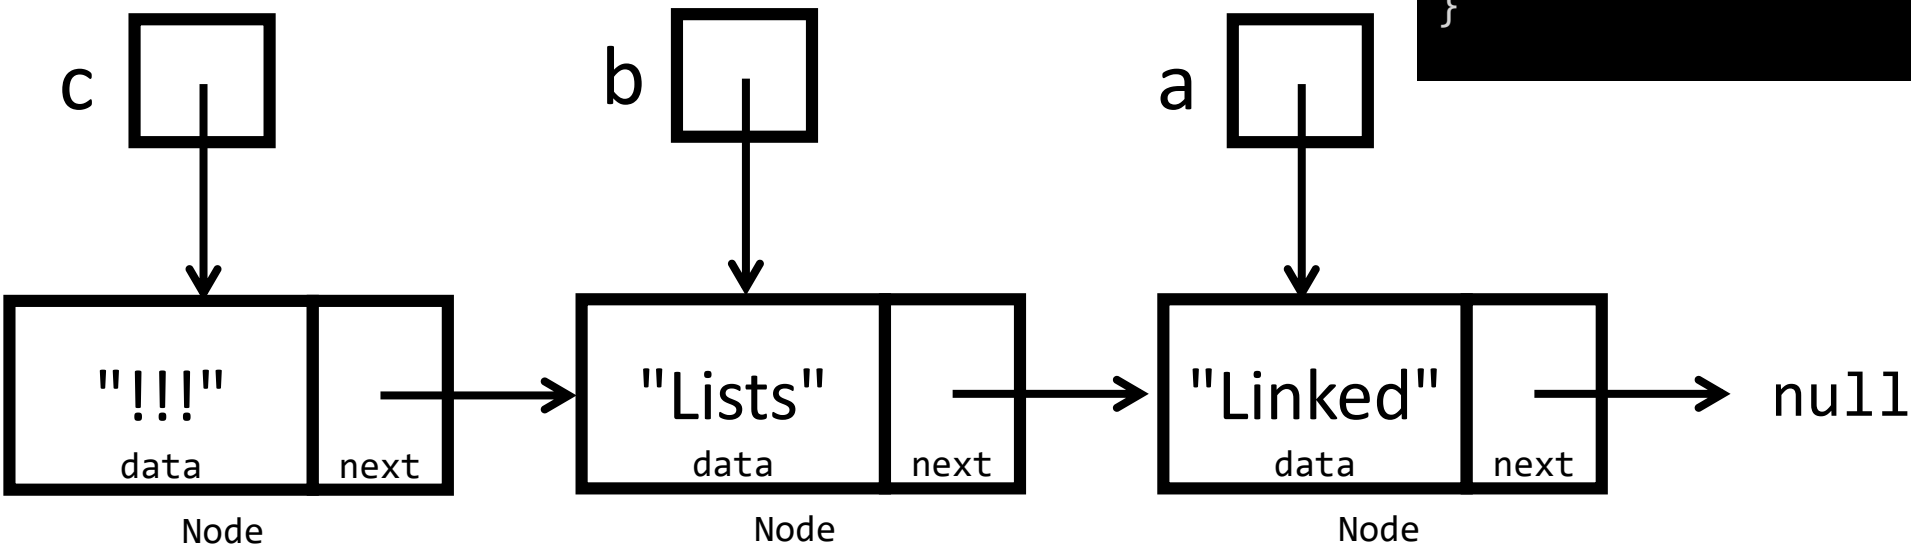 }
c b a
"!!!" "Lists" "Linked" null
data next data next data next
Node Node Node